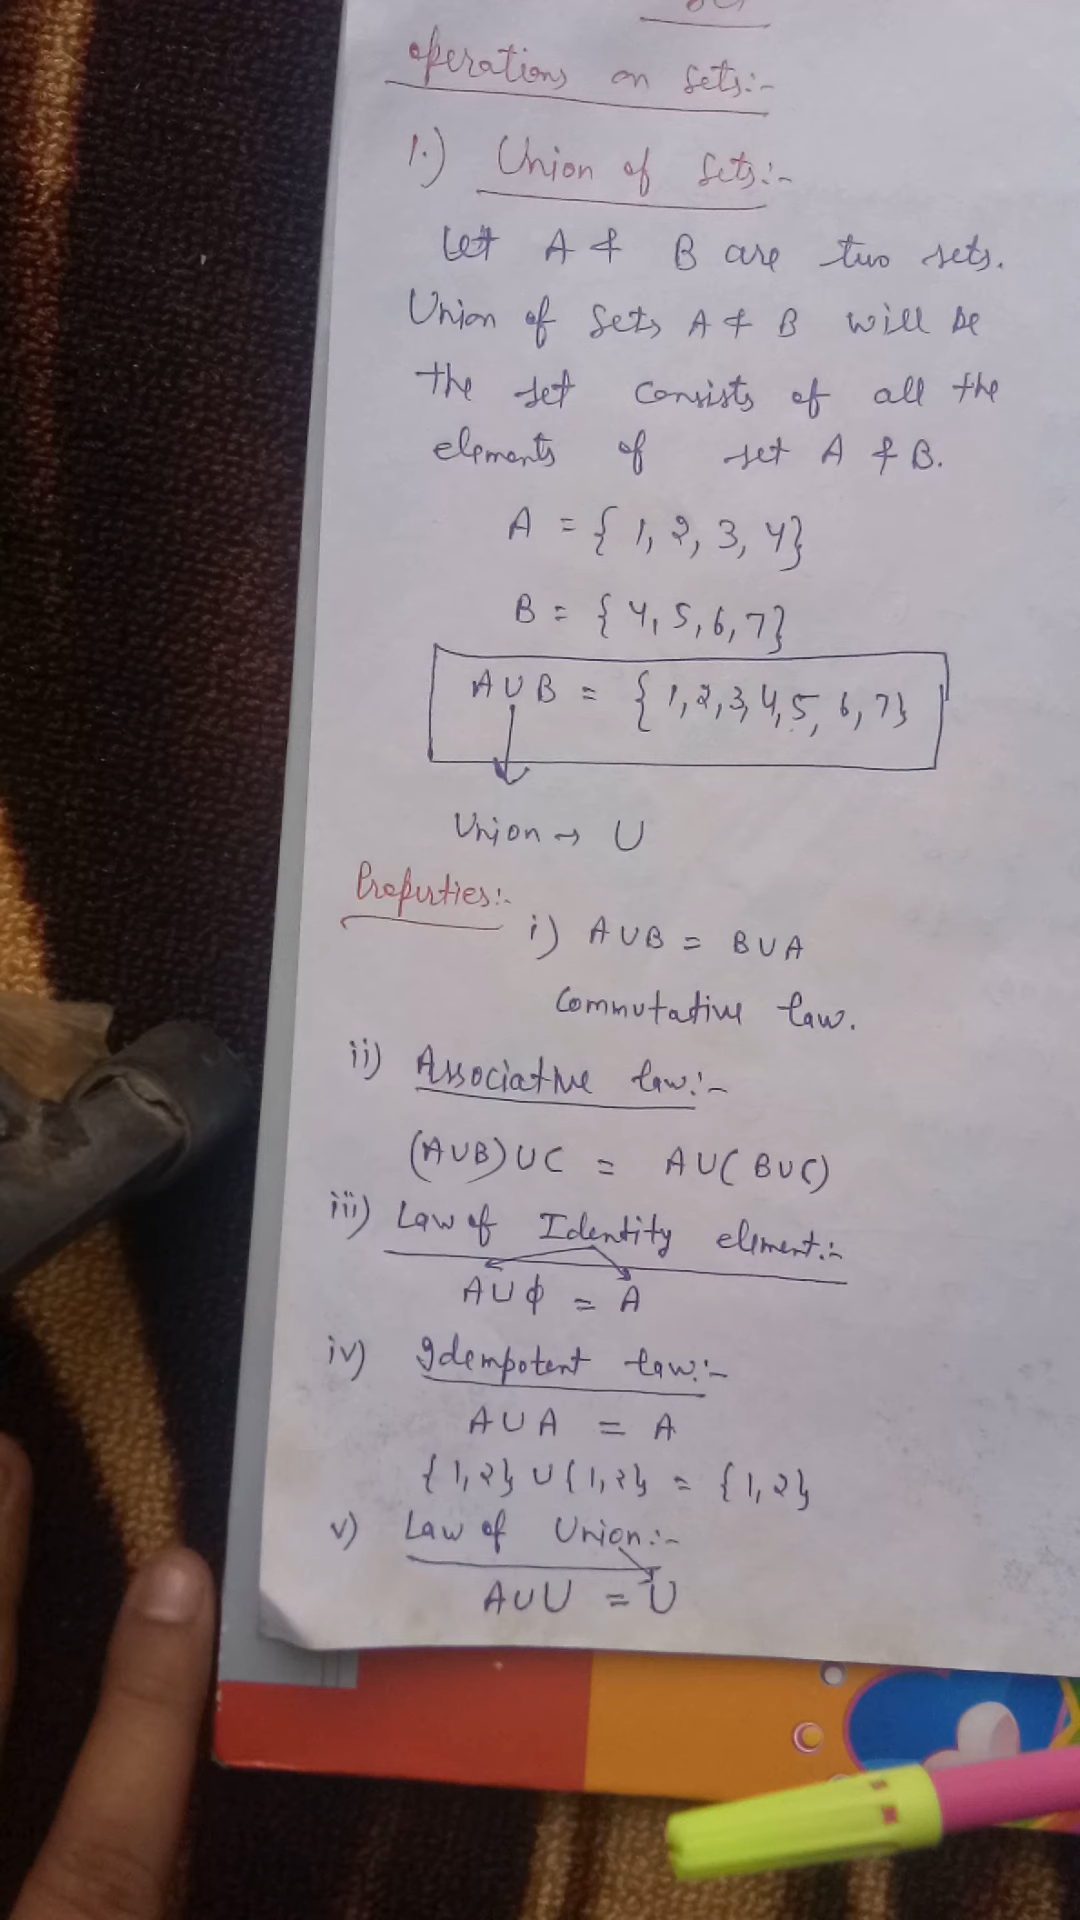 operations on sets:-
1.) Union of Sets:-
Let A & B are two sets.
Union of Sets A & B will be
the set consists of all the
elements of set A & B.
A = { 1, 2, 3, 4}
B = { 4, 5, 6, 7}
A U B = { 1, 2, 3, 4, 5, 6, 7}
Union → U
Properties:-
i) A U B = B U A
Commutative law.
ii) Associative law:-
(A U B) U C = A U ( B U C)
iii) Law of Identity element:-
A U ϕ = A
iv) Idempotent law:-
A U A = A
{ 1, 2} U { 1, 2} = { 1, 2}
v) Law of Union:-
A U U = U